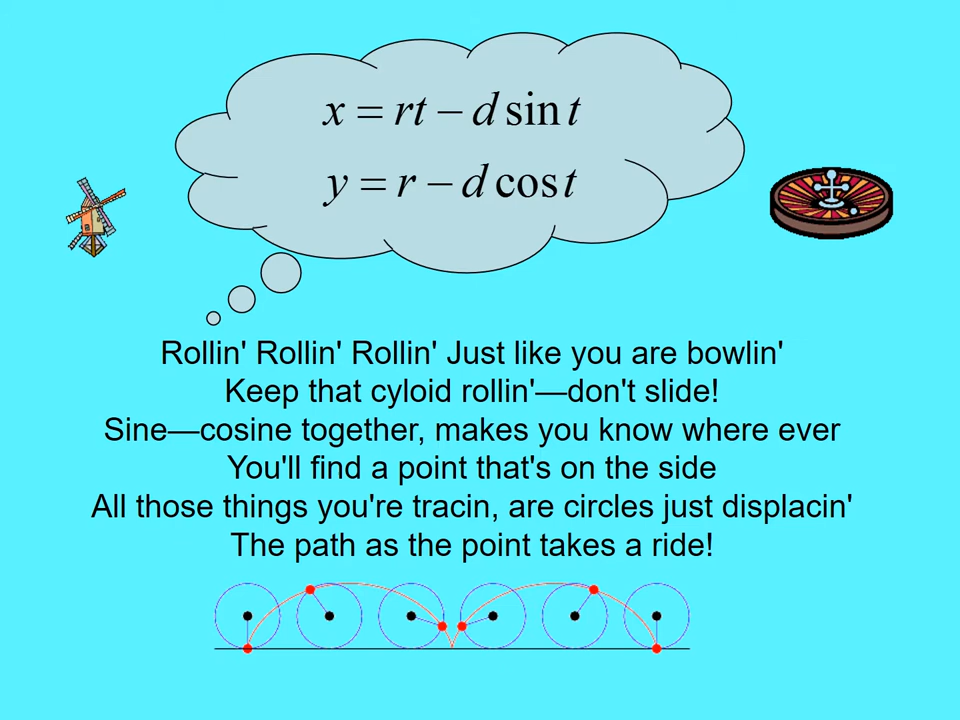 x = rt − d sin t
y = r − d cos t
Rollin' Rollin' Rollin' Just like you are bowlin'
Keep that cyloid rollin'—don't slide!
Sine—cosine together, makes you know where ever
You'll find a point that's on the side
All those things you're tracin, are circles just displacin'
The path as the point takes a ride!